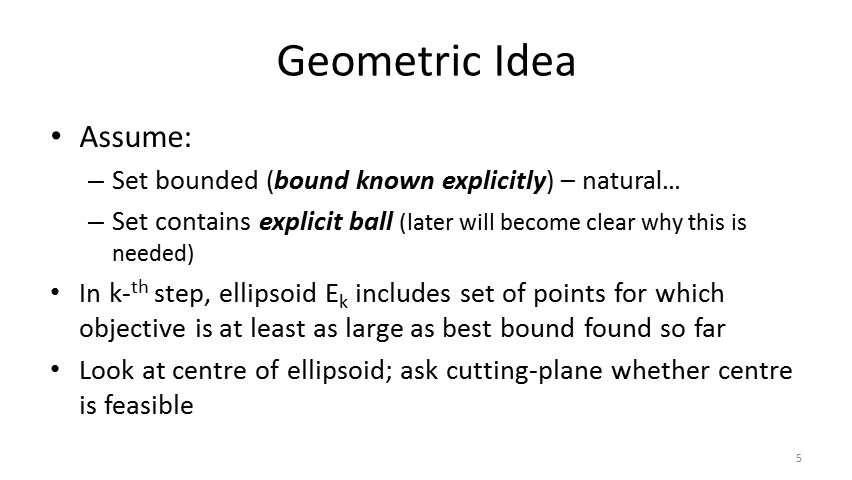 Geometric Idea
• Assume:
– Set bounded (bound known explicitly) – natural…
– Set contains explicit ball (later will become clear why this is
needed)
• In k-th step, ellipsoid Ek includes set of points for which
objective is at least as large as best bound found so far
• Look at centre of ellipsoid; ask cutting-plane whether centre
is feasible
5